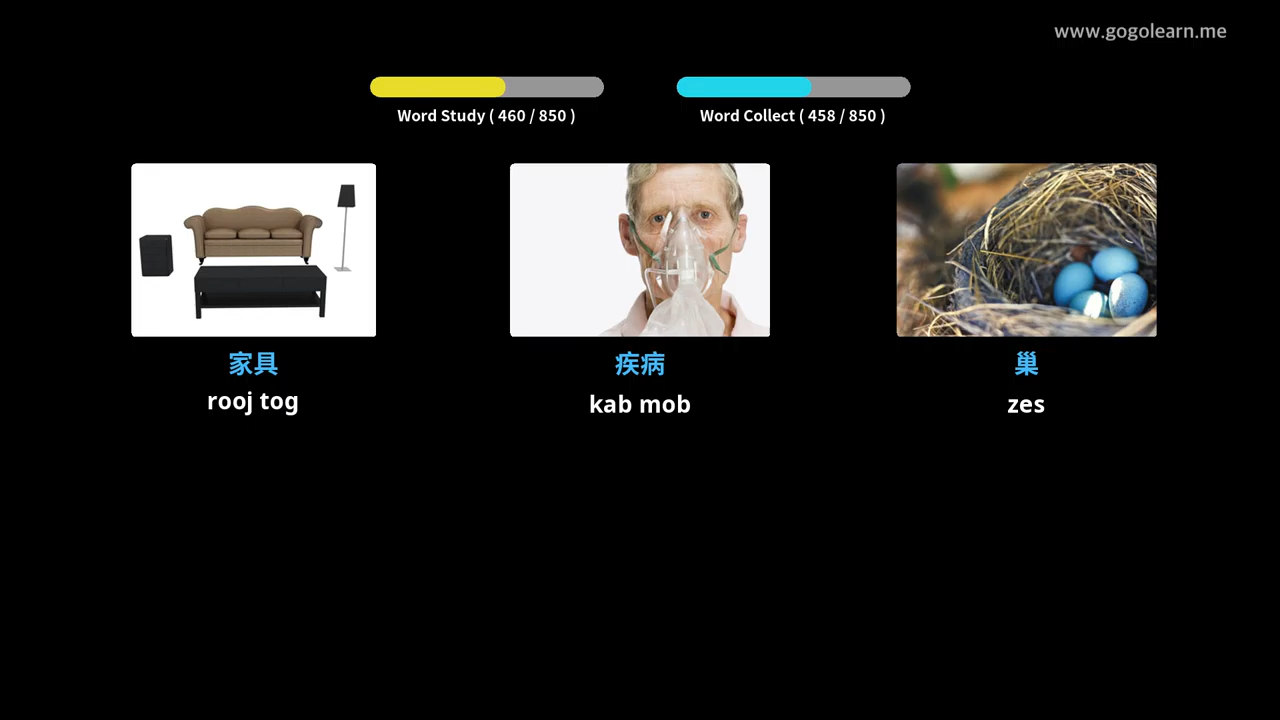 www.gogolearn.me
Word Study ( 460 / 850 )
Word Collect ( 458 / 850 )
家具
疾病
巣
rooj tog
kab mob
zes